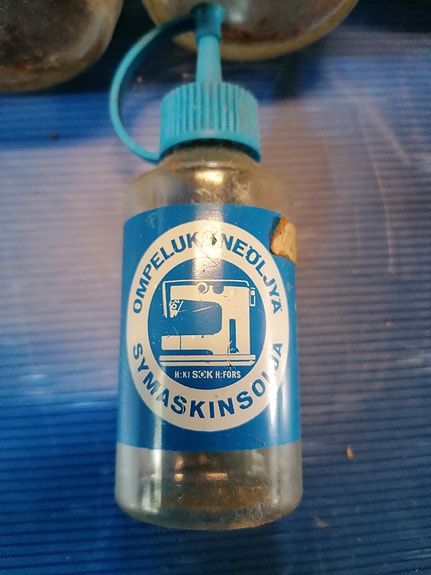 OMPELUKONEÖLJYÄ
H:KI SOK H:FORS
SYMASKINSOLJA